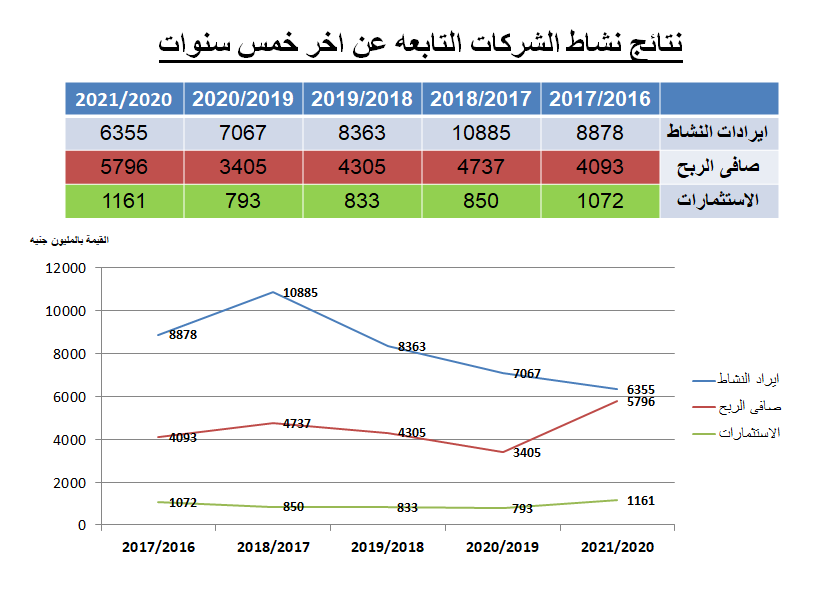 نتائج نشاط الشركات التابعه عن اخر خمس سنوات
2017/2016 2018/2017 2019/2018 2020/2019 2021/2020
ايرادات النشاط 8878 10885 8363 7067 6355
صافى الربح 4093 4737 4305 3405 5796
الاستثمارات 1072 850 833 793 1161
القيمة بالمليون جنيه
12000
10000
8000
6000
4000
2000
0
8878 10885 8363 7067 6355
4093 4737 4305 3405 5796
1072 850 833 793 1161
2017/2016 2018/2017 2019/2018 2020/2019 2021/2020
ايراد النشاط
صافى الربح
الاستثمارات